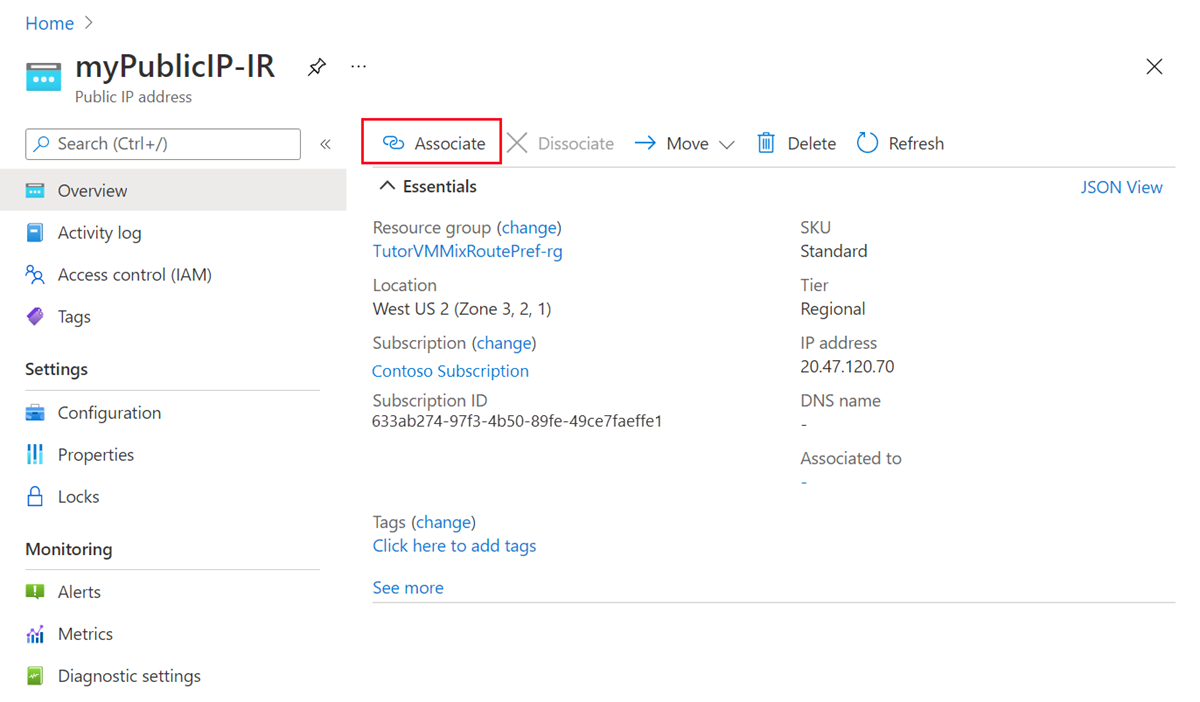 Home
myPublicIP-IR
...
Public IP address
Search (Ctrl+/)
«
Associate
Dissociate
Move
Delete
Refresh
Overview
Activity log
Access control (IAM)
Tags
Settings
Configuration
Properties
Locks
Monitoring
Alerts
Metrics
Diagnostic settings
Essentials
JSON View
Resource group (change)
TutorVMMixRoutePref-rg
Location
West US 2 (Zone 3, 2, 1)
Subscription (change)
Contoso Subscription
Subscription ID
633ab274-97f3-4b50-89fe-49ce7faeffe1
SKU
Standard
Tier
Regional
IP address
20.47.120.70
DNS name
-
Associated to
-
Tags (change)
Click here to add tags
See more